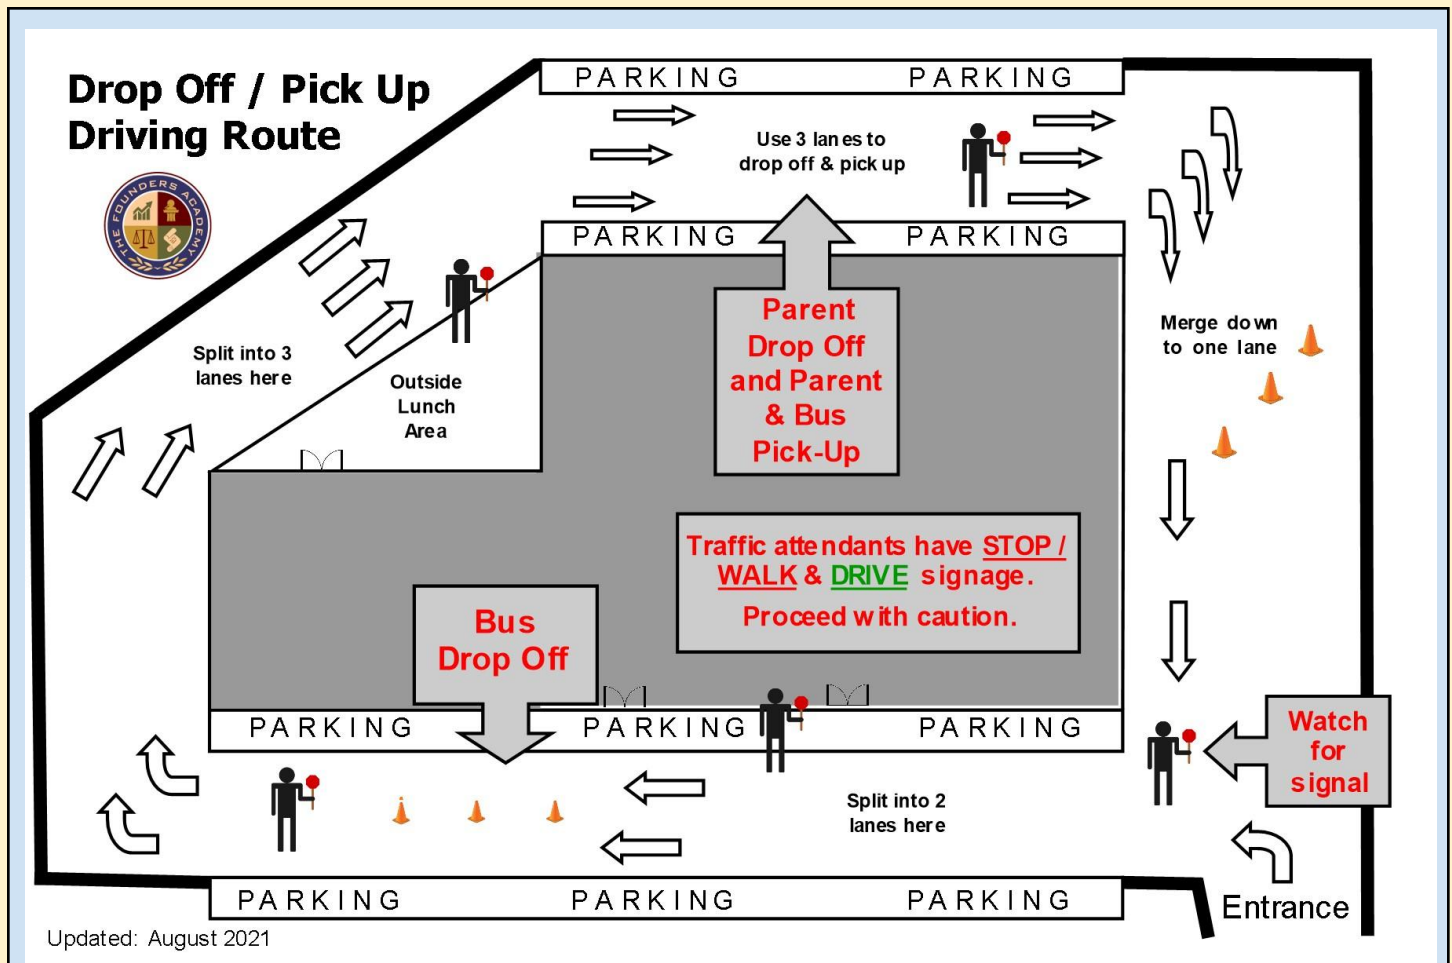 Drop Off / Pick Up
Driving Route
THE FOUNDERS ACADEMY
PARKING PARKING
Use 3 lanes to
drop off & pick up
PARKING PARKING
Split into 3
lanes here
Outside
Lunch
Area
Parent
Drop Off
and Parent
& Bus
Pick-Up
Merge down
to one lane
Traffic attendants have STOP /
WALK & DRIVE signage.
Proceed with caution.
Bus
Drop Off
PARKING PARKING PARKING
Watch
for
signal
Split into 2
lanes here
PARKING PARKING PARKING
Entrance
Updated: August 2021